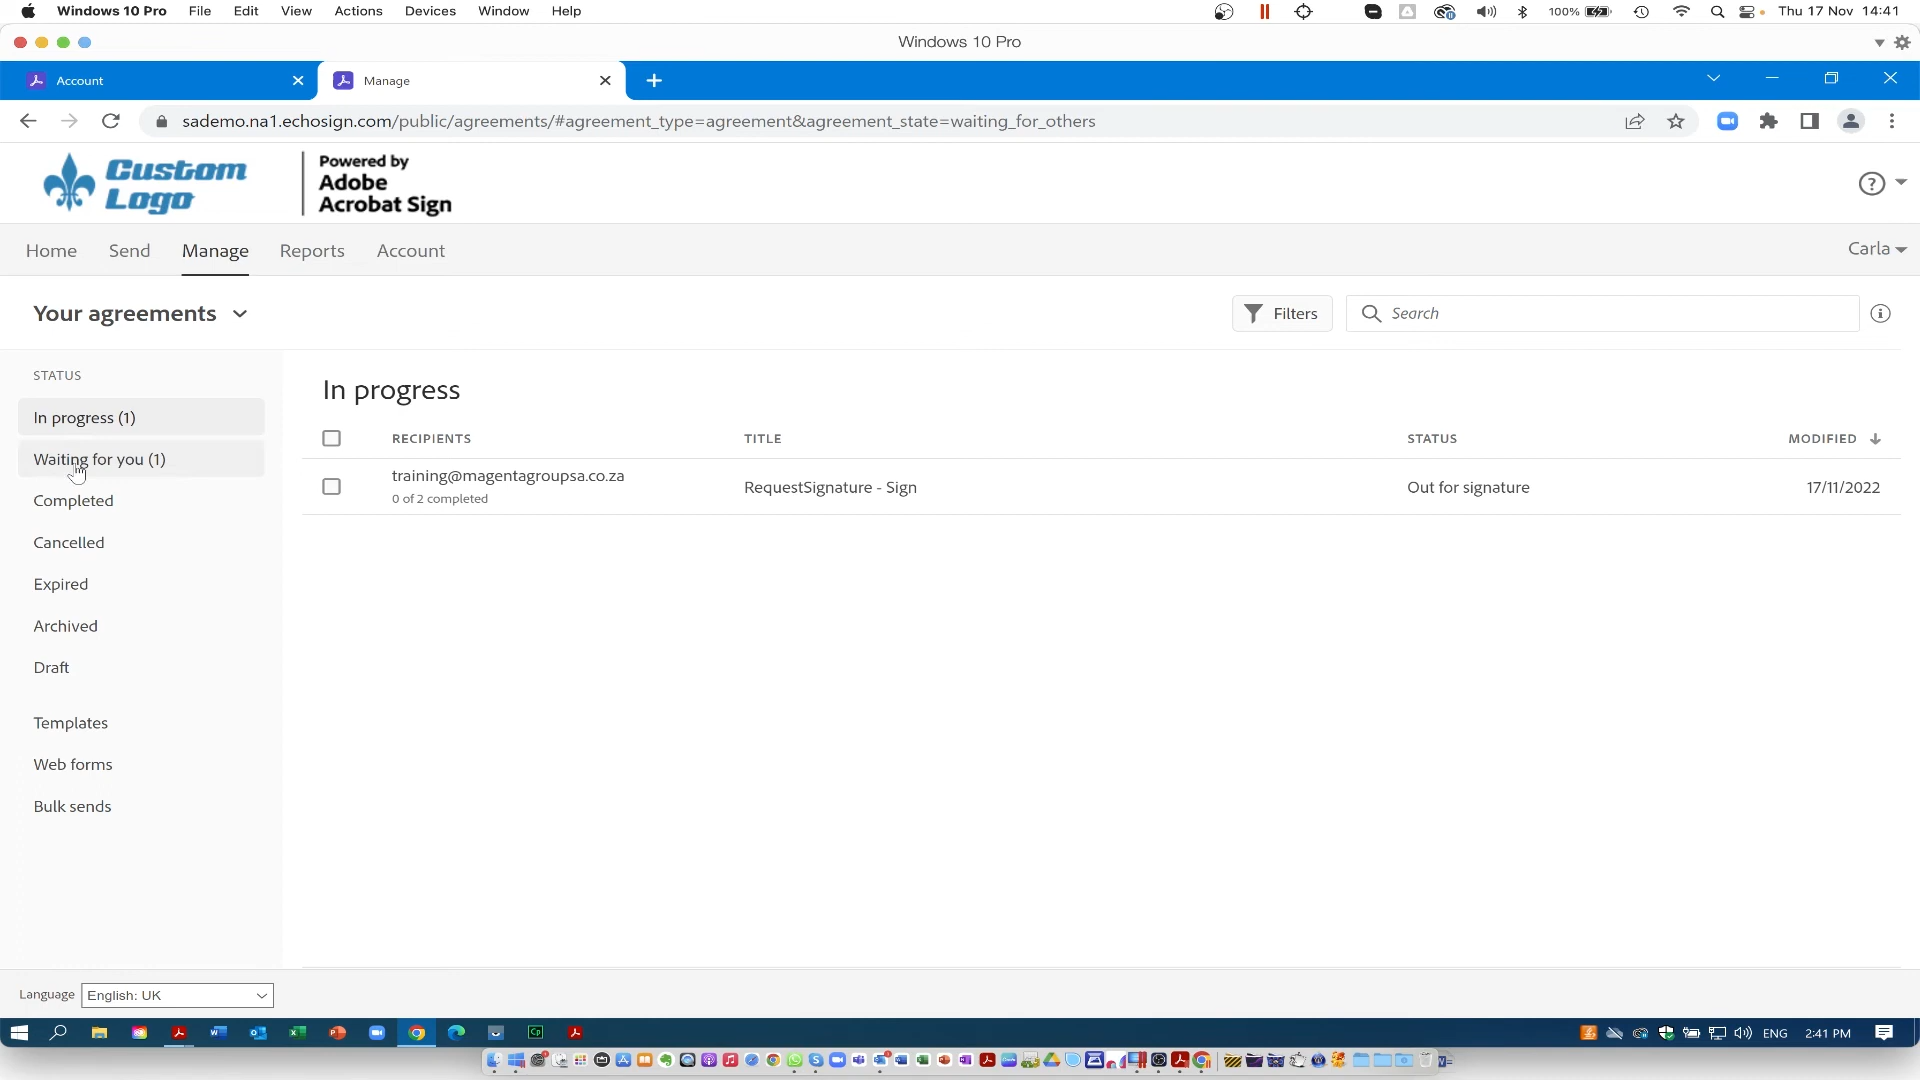 Windows 10 Pro File Edit View Actions Devices Window Help 100% Thu 17 Nov 14:41
Windows 10 Pro
Account Manage
sademo.na1.echosign.com/public/agreements/#agreement_type=agreement&agreement_state=waiting_for_others
Custom
Logo
Powered by
Adobe
Acrobat Sign
Home Send Manage Reports Account Carla
Your agreements Filters Search
STATUS
In progress (1)
Waiting for you (1)
Completed
Cancelled
Expired
Archived
Draft
Templates
Web forms
Bulk sends
In progress
RECIPIENTS TITLE STATUS MODIFIED
training@magentagroupsa.co.za RequestSignature - Sign Out for signature 17/11/2022
0 of 2 completed
Language English: UK
ENG 2:41 PM